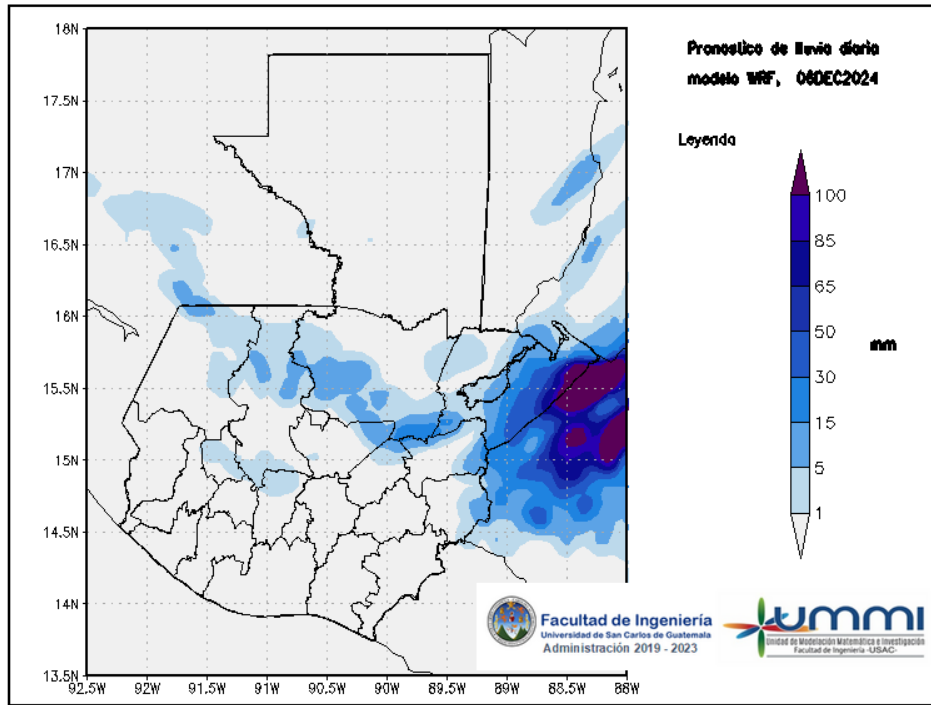 Pronostico de lluvia diaria
modelo WRF, 06DEC2024
Leyenda
100
85
65
50
30
15
5
1
mm
18N
17.5N
17N
16.5N
16N
15.5N
15N
14.5N
14N
13.5N
92.5W
92W
91.5W
91W
90.5W
90W
89.5W
89W
88.5W
88W
Facultad de Ingeniería
Universidad de San Carlos de Guatemala
Administración 2019 - 2023
UMMI
Unidad de Modelación Matemática e Investigación
Facultad de Ingeniería -USAC-